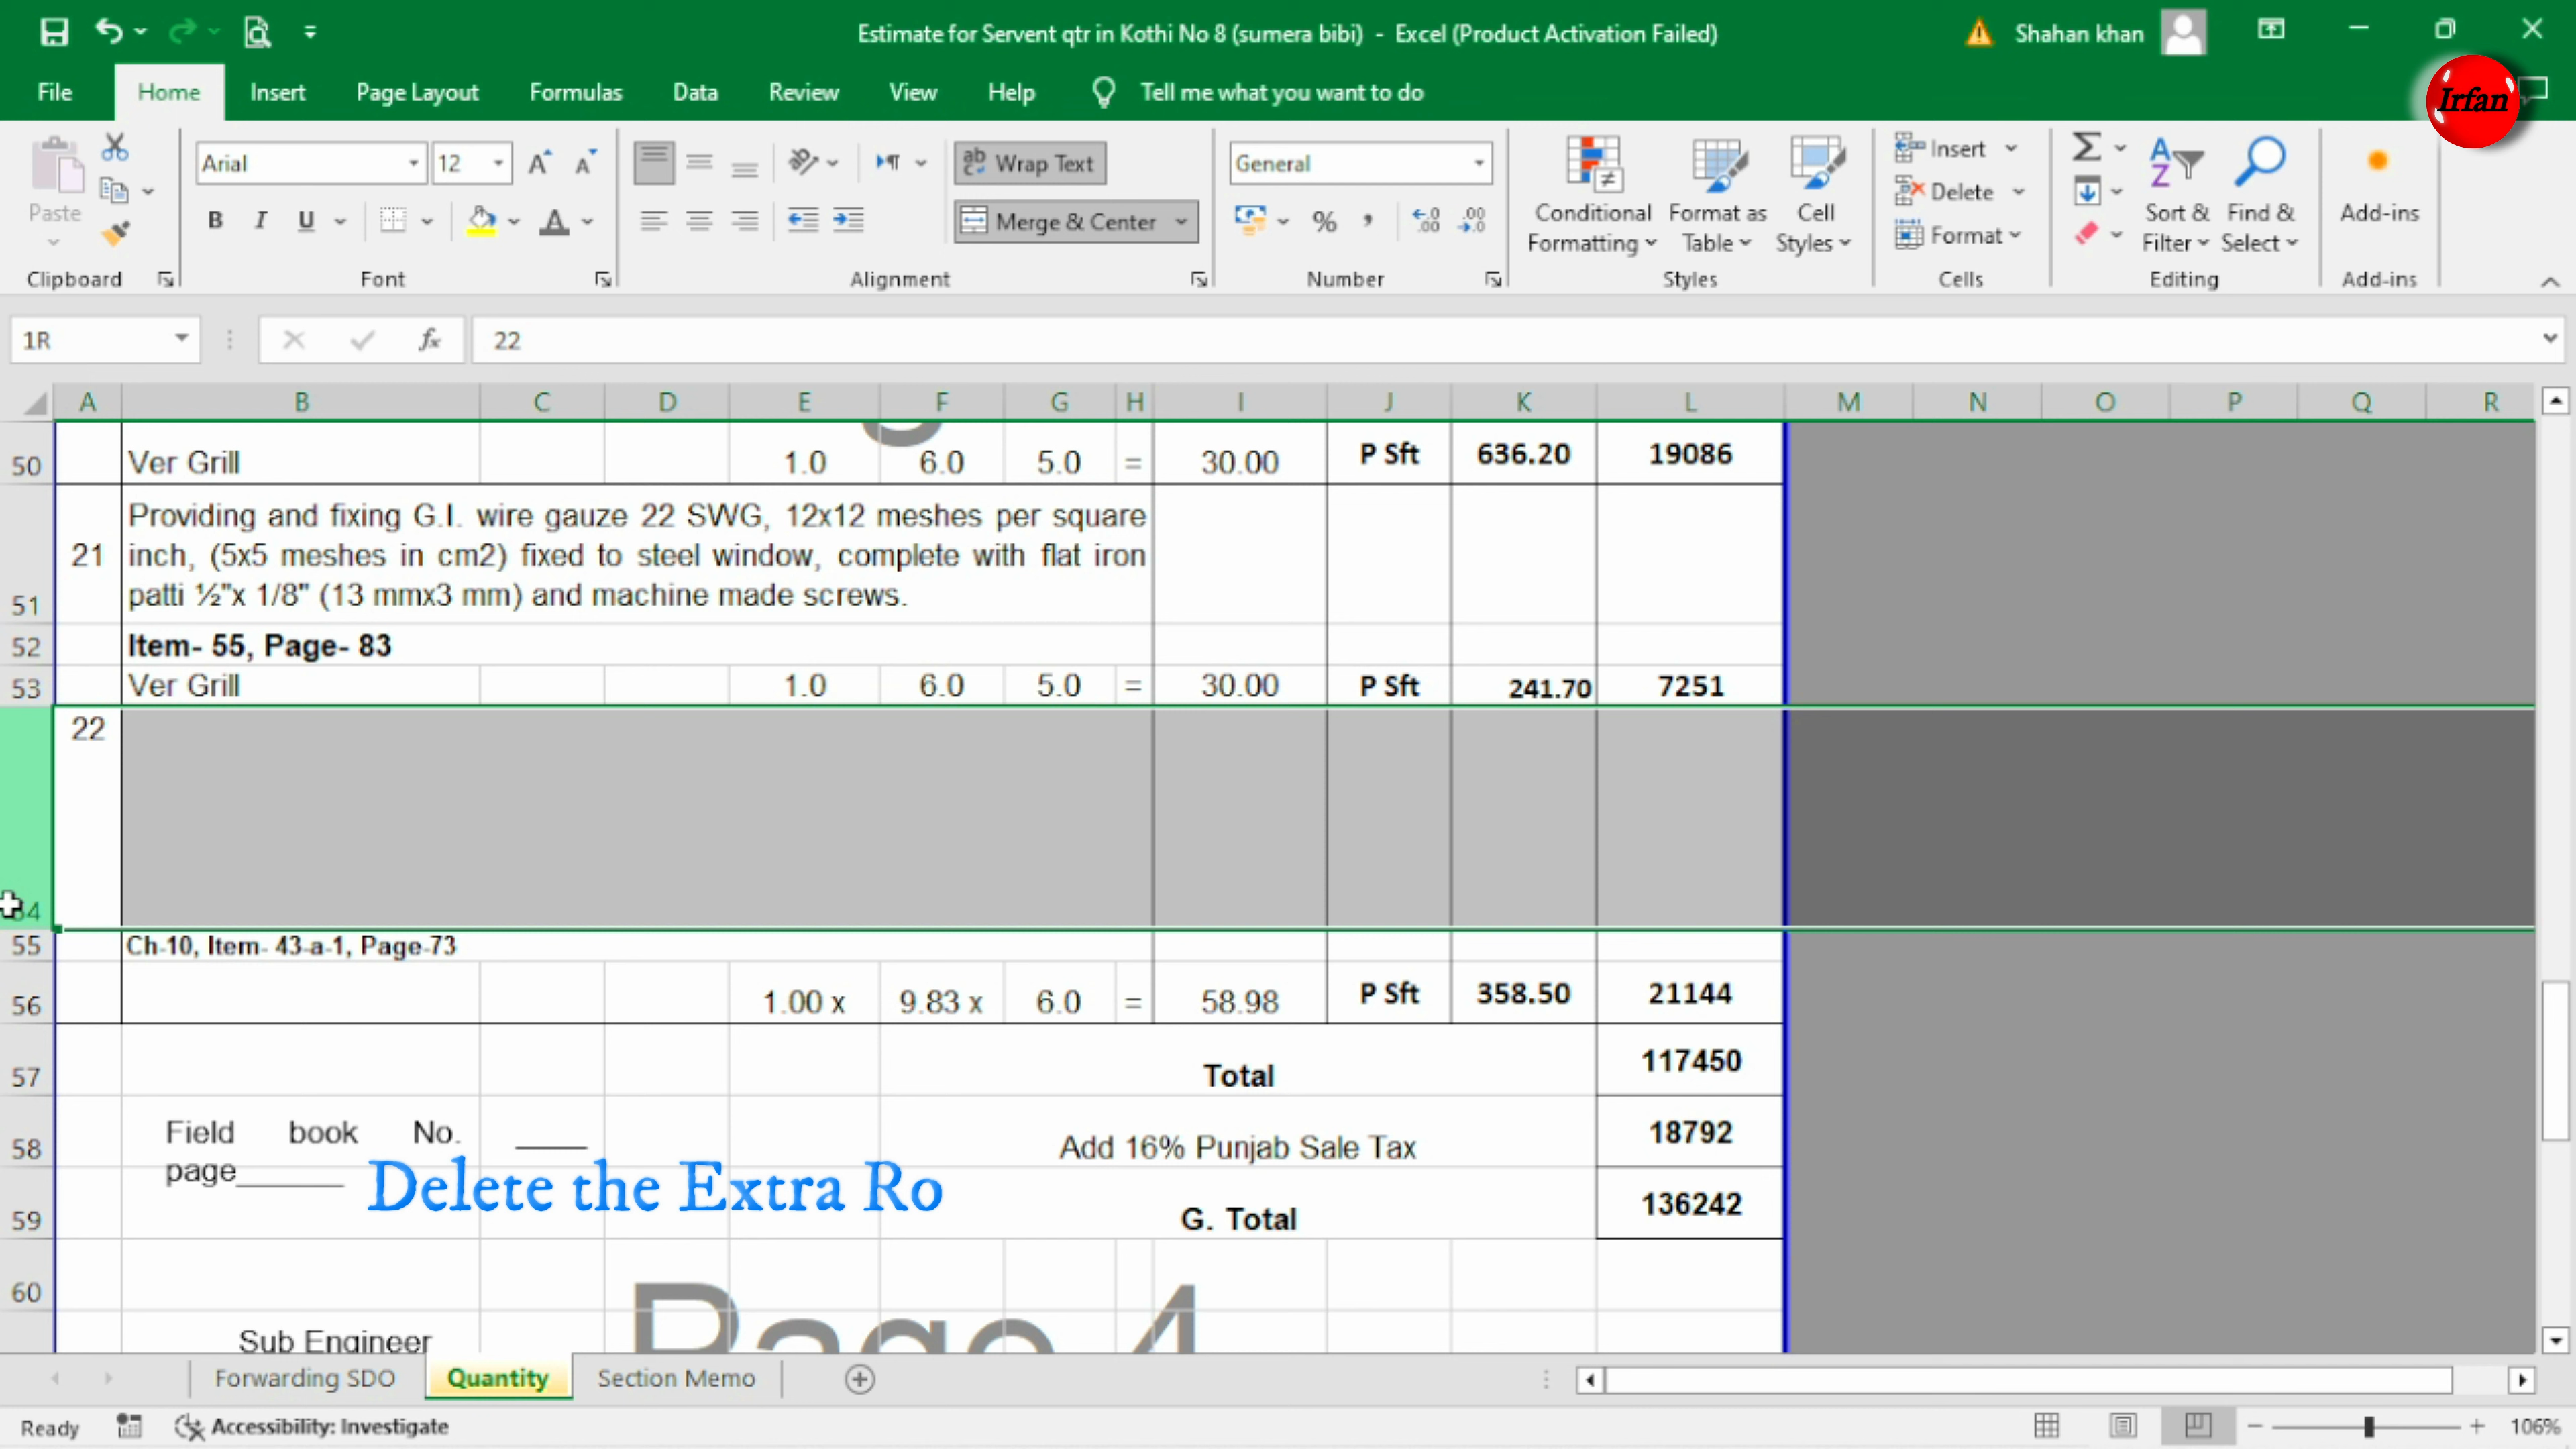 Estimate for Servent qtr in Kothi No 8 (sumera bibi) - Excel (Product Activation Failed)
Shahan khan
File Home Insert Page Layout Formulas Data Review View Help Tell me what you want to do
Irfan
Paste
Clipboard
Arial 12
B I U
Font
Wrap Text
Merge & Center
Alignment
General
% ,
Number
Conditional Formatting
Format as Table
Cell Styles
Styles
Insert
Delete
Format
Cells
Sort & Filter
Find & Select
Editing
Add-ins
Add-ins
1R fx 22
A B C D E F G H I J K L M N O P Q R
50 Ver Grill 1.0 6.0 5.0 = 30.00 P Sft 636.20 19086
51 21 Providing and fixing G.I. wire gauze 22 SWG, 12x12 meshes per square
inch, (5x5 meshes in cm2) fixed to steel window, complete with flat iron
patti ½"x 1/8" (13 mmx3 mm) and machine made screws.
52 Item- 55, Page- 83
53 Ver Grill 1.0 6.0 5.0 = 30.00 P Sft 241.70 7251
22
55 Ch-10, Item- 43-a-1, Page-73
56 1.00 x 9.83 x 6.0 = 58.98 P Sft 358.50 21144
57 Total 117450
58 Field book No. ____ Add 16% Punjab Sale Tax 18792
page______
Delete the Extra Ro
59 G. Total 136242
60
Page 4
Sub Engineer
Forwarding SDO Quantity Section Memo
Ready Accessibility: Investigate 106%